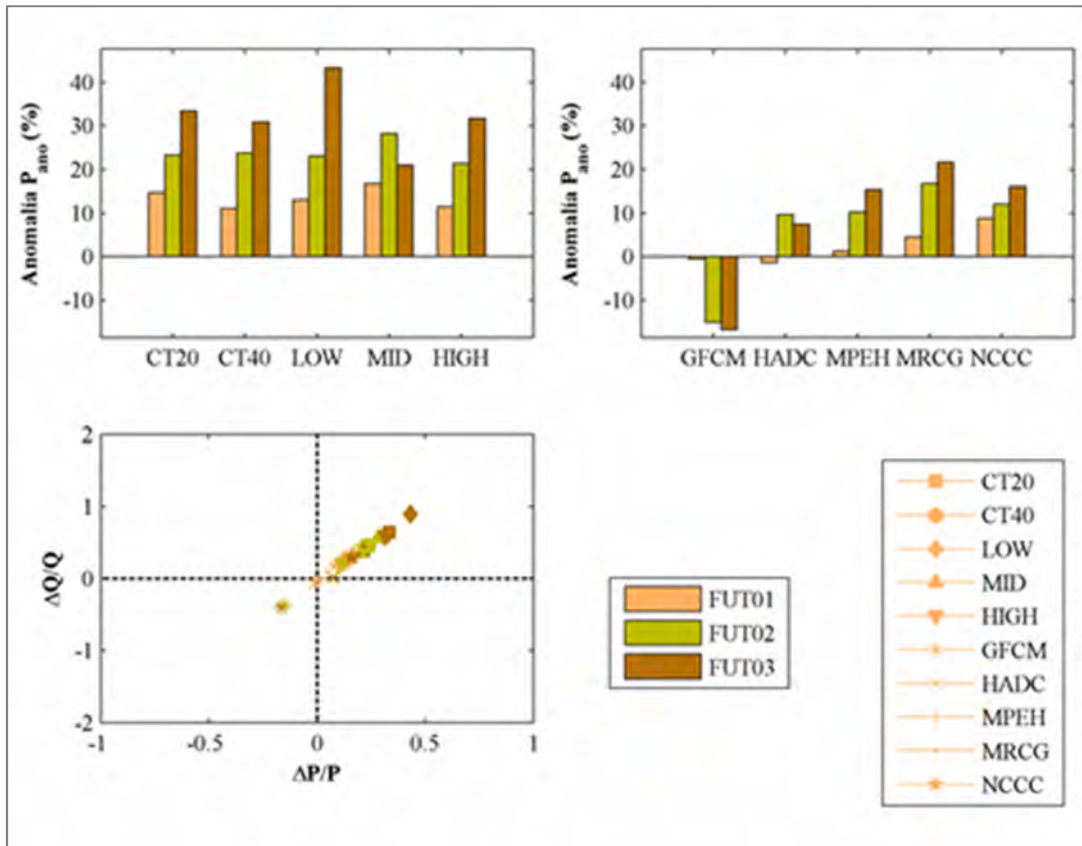 Anomalia P_ano (%)
40
30
20
10
0
-10
CT20 CT40 LOW MID HIGH
Anomalia P_ano (%)
40
30
20
10
0
-10
GFCM HADC MPEH MRCG NCCC
ΔQ/Q
2
1
0
-1
-2
-1 -0.5 0 0.5 1
ΔP/P
FUT01
FUT02
FUT03
CT20
CT40
LOW
MID
HIGH
GFCM
HADC
MPEH
MRCG
NCCC